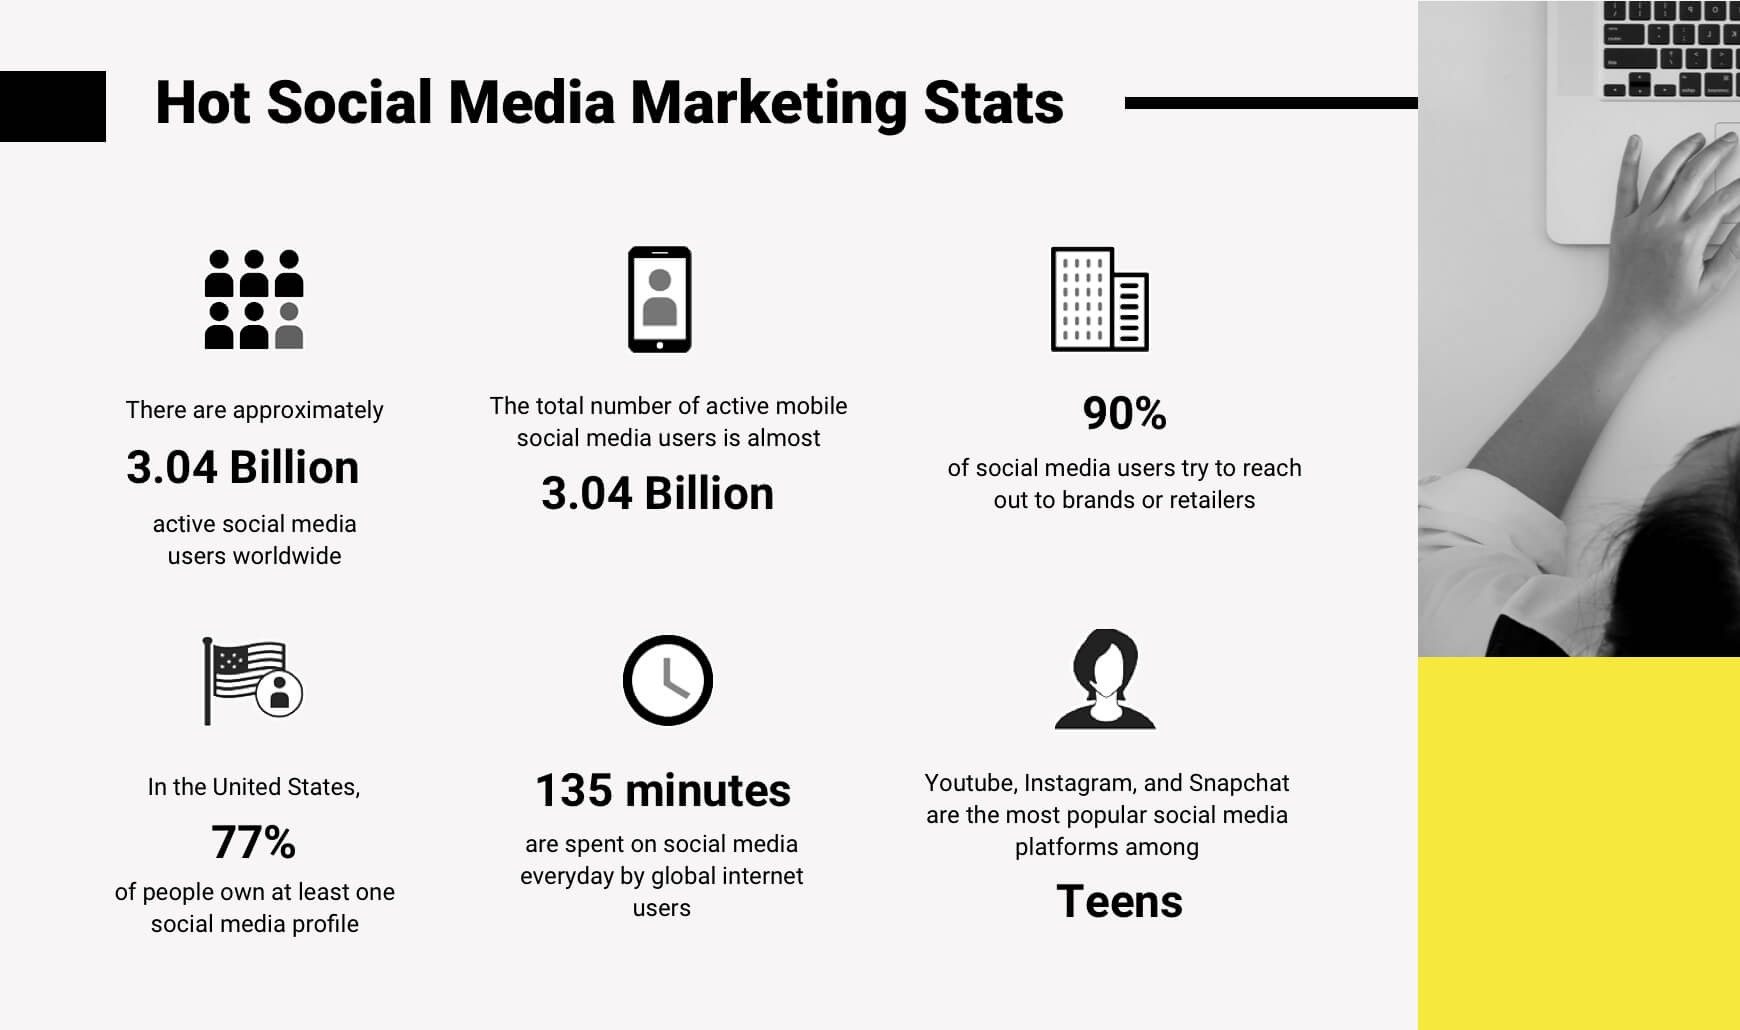 Hot Social Media Marketing Stats
There are approximately
3.04 Billion
active social media
users worldwide
The total number of active mobile
social media users is almost
3.04 Billion
90%
of social media users try to reach
out to brands or retailers
In the United States,
77%
of people own at least one
social media profile
135 minutes
are spent on social media
everyday by global internet
users
Youtube, Instagram, and Snapchat
are the most popular social media
platforms among
Teens